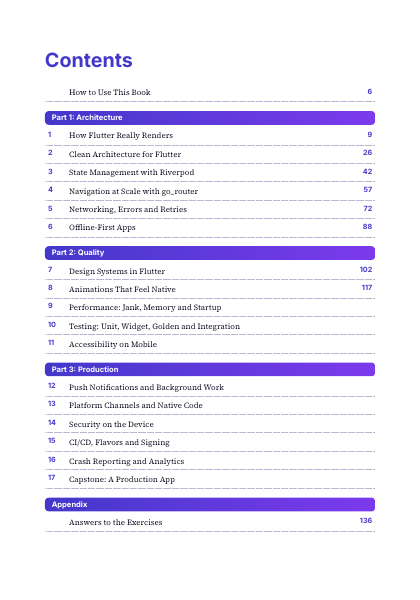 Contents
How to Use This Book 6
Part 1: Architecture
1 How Flutter Really Renders 9
2 Clean Architecture for Flutter 26
3 State Management with Riverpod 42
4 Navigation at Scale with go_router 57
5 Networking, Errors and Retries 72
6 Offline-First Apps 88
Part 2: Quality
7 Design Systems in Flutter 102
8 Animations That Feel Native 117
9 Performance: Jank, Memory and Startup
10 Testing: Unit, Widget, Golden and Integration
11 Accessibility on Mobile
Part 3: Production
12 Push Notifications and Background Work
13 Platform Channels and Native Code
14 Security on the Device
15 CI/CD, Flavors and Signing
16 Crash Reporting and Analytics
17 Capstone: A Production App
Appendix
Answers to the Exercises 136